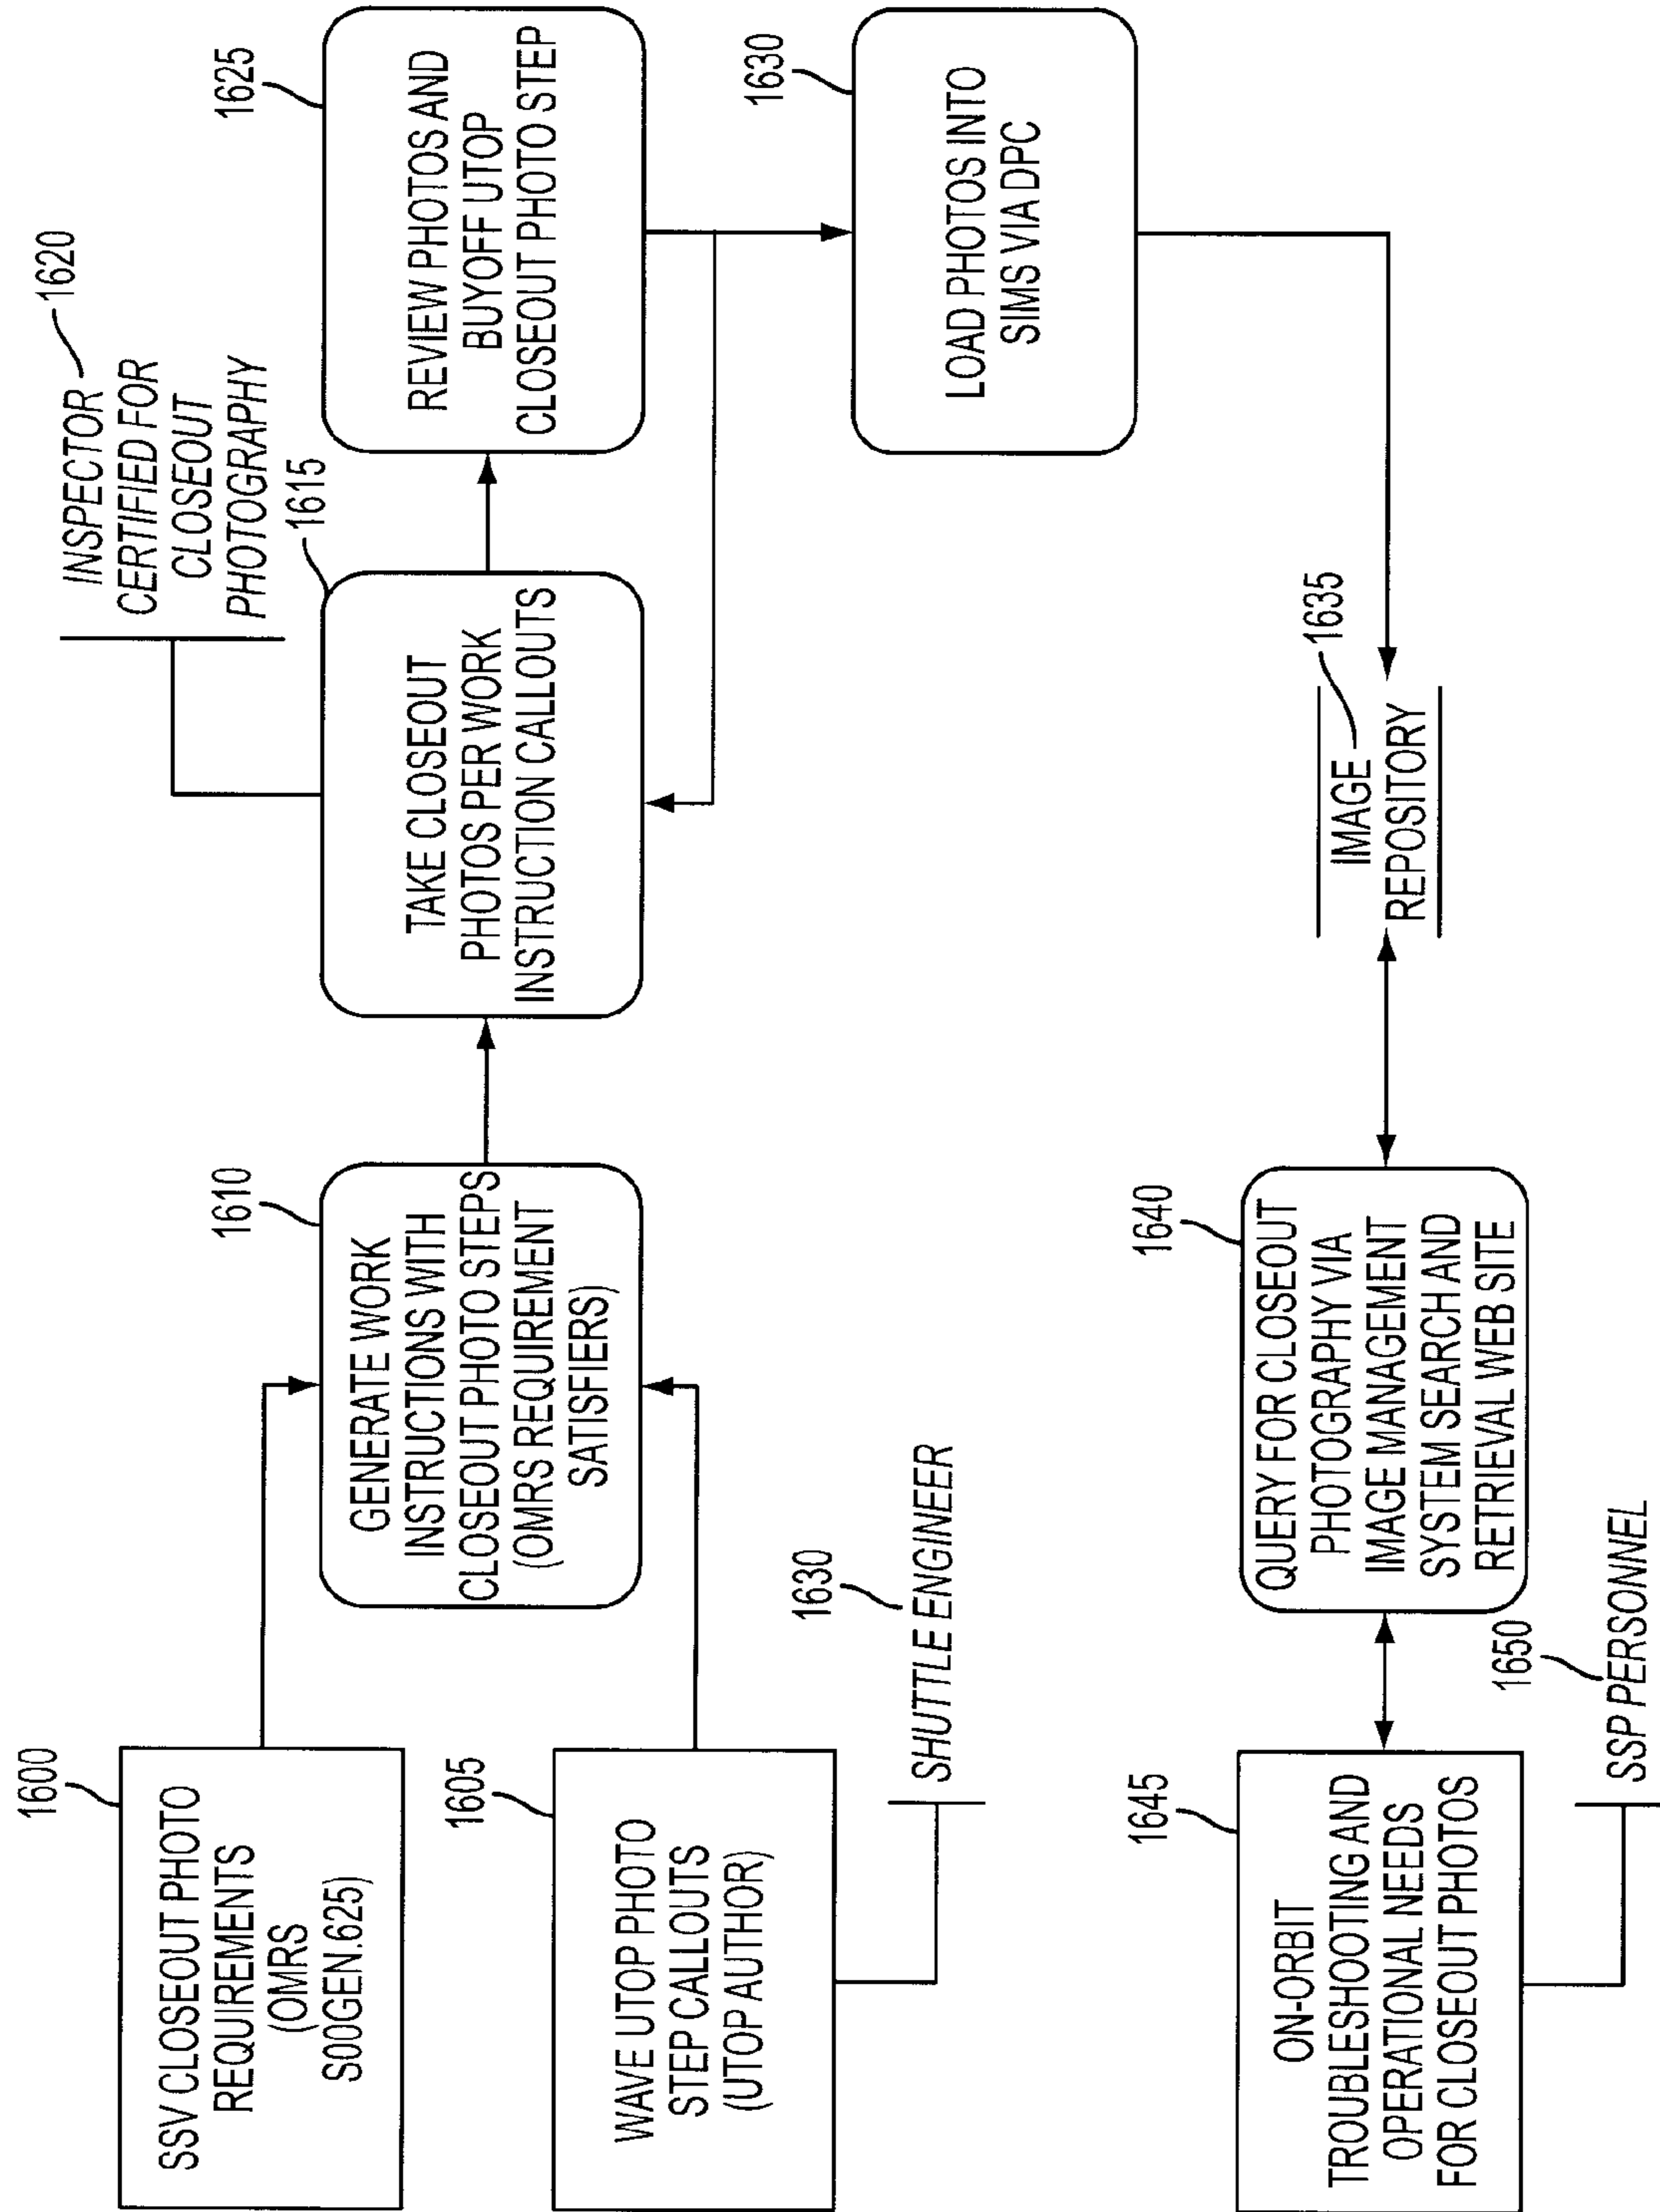 1600
SSV CLOSEOUT PHOTO
REQUIREMENTS
(OMRS
S00GEN.625)
1605
WAVE UTOP PHOTO
STEP CALLOUTS
(UTOP AUTHOR)
1630
SHUTTLE ENGINEER
1610
GENERATE WORK
INSTRUCTIONS WITH
CLOSEOUT PHOTO STEPS
(OMRS REQUIREMENT
SATISFIERS)
INSPECTOR 1620
CERTIFIED FOR
CLOSEOUT
PHOTOGRAPHY
1615
TAKE CLOSEOUT
PHOTOS PER WORK
INSTRUCTION CALLOUTS
1625
REVIEW PHOTOS AND
BUYOFF UTOP
CLOSEOUT PHOTO STEP
1630
LOAD PHOTOS INTO
SIMS VIA DPC
1645
ON-ORBIT
TROUBLESHOOTING AND
OPERATIONAL NEEDS
FOR CLOSEOUT PHOTOS
1650
SSP PERSONNEL
1640
QUERY FOR CLOSEOUT
PHOTOGRAPHY VIA
IMAGE MANAGEMENT
SYSTEM SEARCH AND
RETRIEVAL WEB SITE
IMAGE 1635
REPOSITORY